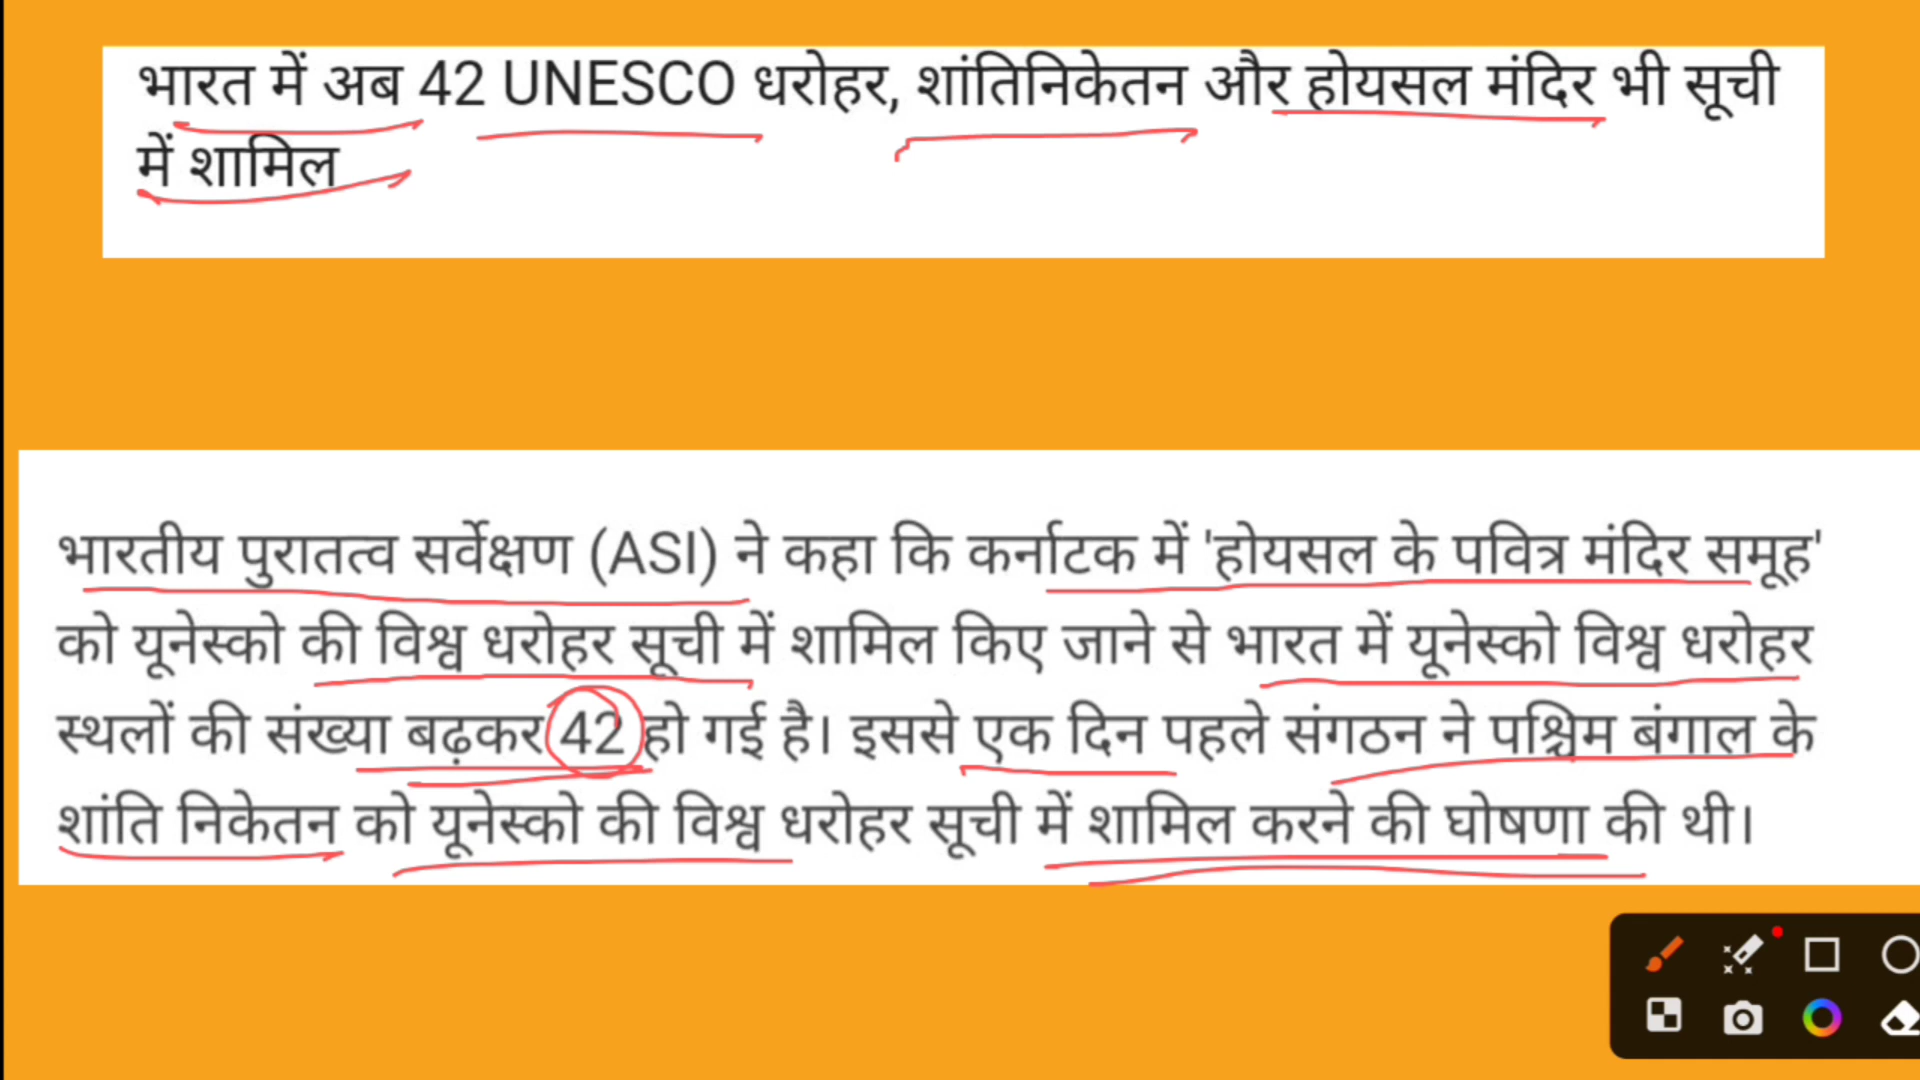 भारत में अब 42 UNESCO धरोहर, शांतिनिकेतन और होयसल मंदिर भी सूची
में शामिल
भारतीय पुरातत्व सर्वेक्षण (ASI) ने कहा कि कर्नाटक में 'होयसल के पवित्र मंदिर समूह'
को यूनेस्को की विश्व धरोहर सूची में शामिल किए जाने से भारत में यूनेस्को विश्व धरोहर
स्थलों की संख्या बढ़कर 42 हो गई है। इससे एक दिन पहले संगठन ने पश्चिम बंगाल के
शांति निकेतन को यूनेस्को की विश्व धरोहर सूची में शामिल करने की घोषणा की थी।